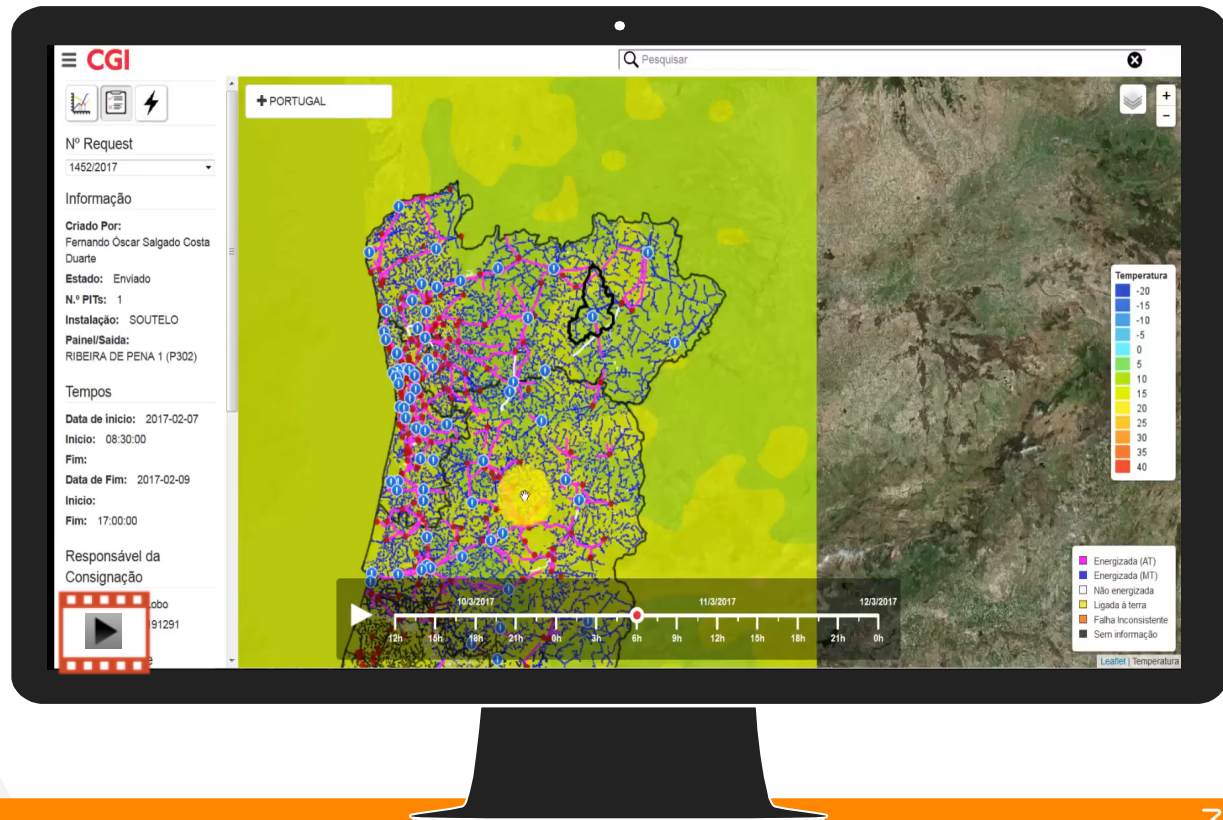 CGI
Pesquisar
+ PORTUGAL
+
-
Nº Request
1452/2017
Informação
Criado Por:
Fernando Óscar Salgado Costa
Duarte
Estado: Enviado
N.º PITs: 1
Instalação: SOUTELO
Painel/Saída:
RIBEIRA DE PENA 1 (P302)
Tempos
Data de início: 2017-02-07
Inicio: 08:30:00
Fim:
Data de Fim: 2017-02-09
Inicio:
Fim: 17:00:00
Responsável da
Consignação
Lobo
91291
Temperatura
-20
-15
-10
-5
0
5
10
15
20
25
30
35
40
Energizada (AT)
Energizada (MT)
Não energizada
Ligada à terra
Falha Inconsistente
Sem informação
10/3/2017 11/3/2017 12/3/2017
12h 15h 18h 21h 0h 3h 6h 9h 12h 15h 18h 21h 0h
Leaflet | Temperatura